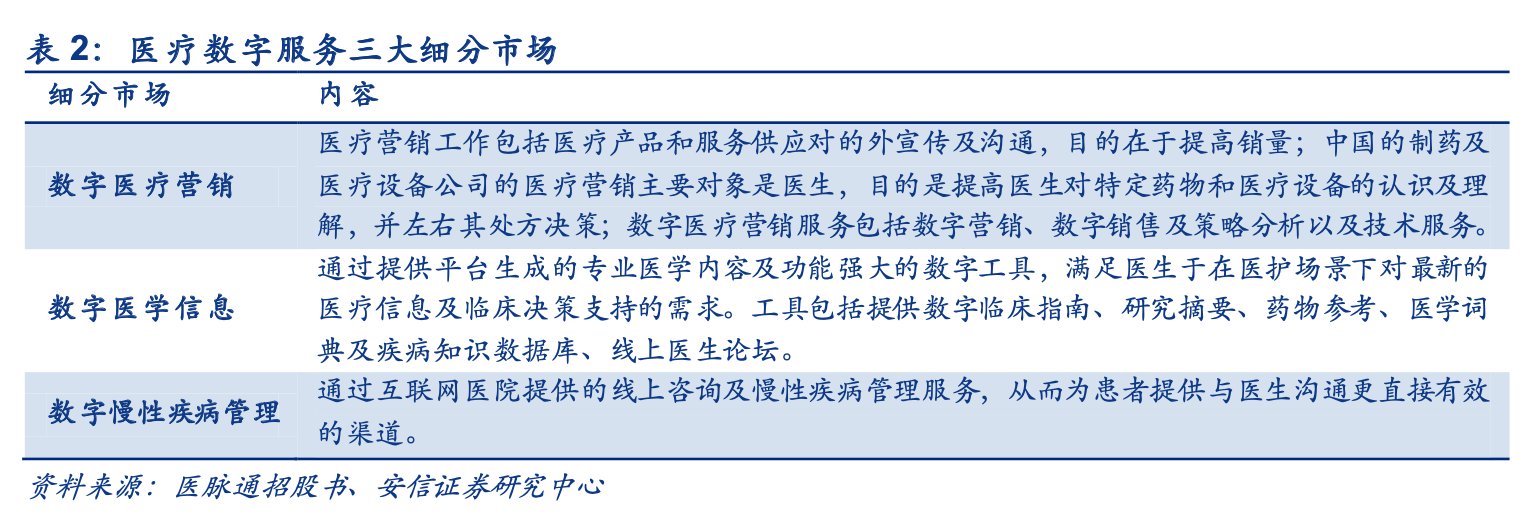 表 2：医疗数字服务三大细分市场
细分市场 内容
医疗营销工作包括医疗产品和服务供应对的外宣传及沟通，目的在于提高销量；中国的制药及
数字医疗营销 医疗设备公司的医疗营销主要对象是医生，目的是提高医生对特定药物和医疗设备的认识及理
解，并左右其处方决策；数字医疗营销服务包括数字营销、数字销售及策略分析以及技术服务。
通过提供平台生成的专业医学内容及功能强大的数字工具，满足医生于在医护场景下对最新的
数字医学信息 医疗信息及临床决策支持的需求。工具包括提供数字临床指南、研究摘要、药物参考、医学词
典及疾病知识数据库、线上医生论坛。
通过互联网医院提供的线上咨询及慢性疾病管理服务，从而为患者提供与医生沟通更直接有效
数字慢性疾病管理
的渠道。
资料来源：医脉通招股书、安信证券研究中心